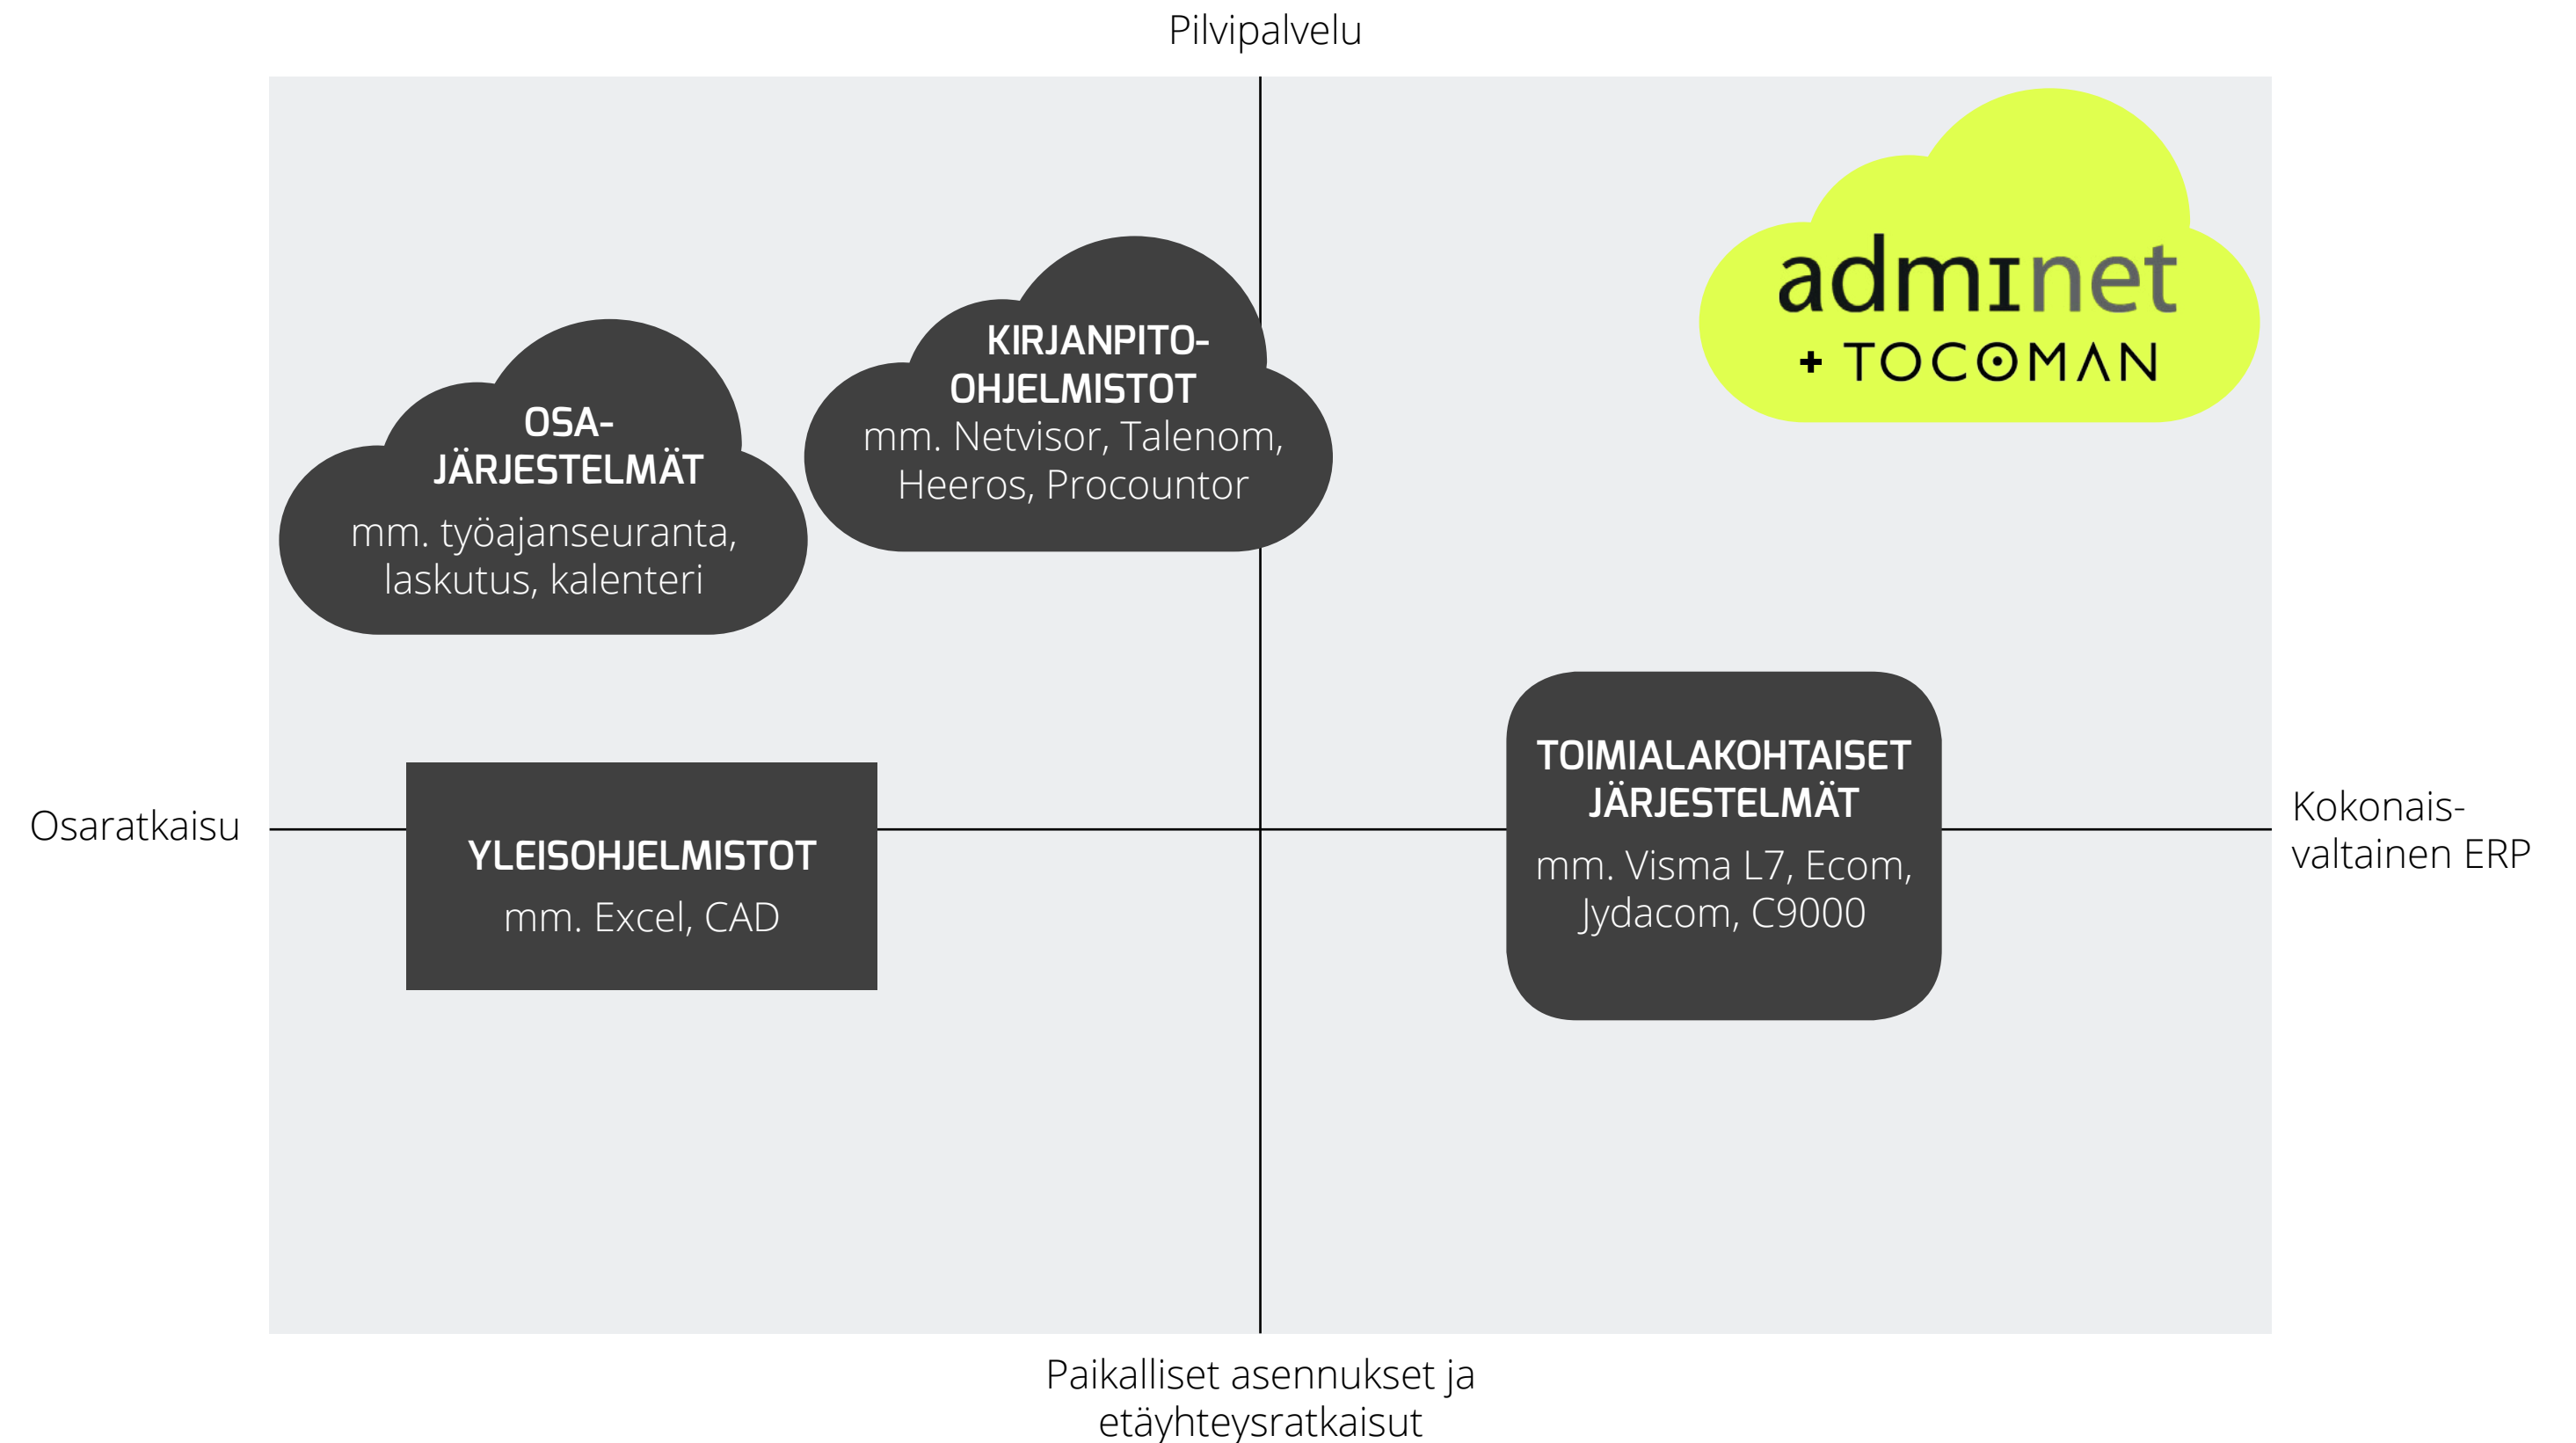 Pilvipalvelu
admınet
+ TOCOMAN
KIRJANPITO-
OHJELMISTOT
mm. Netvisor, Talenom,
Heeros, Procountor
OSA-
JÄRJESTELMÄT
mm. työajanseuranta,
laskutus, kalenteri
TOIMIALAKOHTAISET
JÄRJESTELMÄT
mm. Visma L7, Ecom,
Jydacom, C9000
Osaratkaisu
YLEISOHJELMISTOT
mm. Excel, CAD
Kokonais-
valtainen ERP
Paikalliset asennukset ja
etäyhteysratkaisut